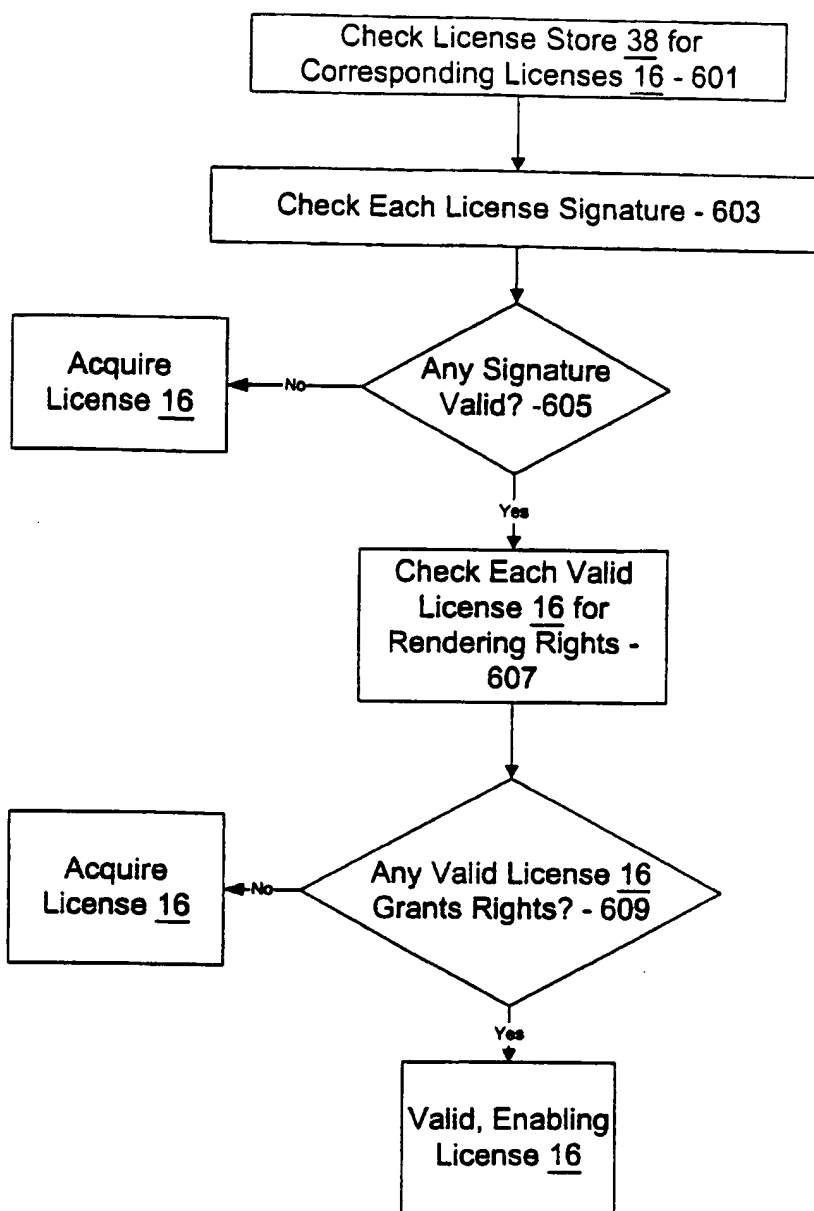 Check License Store 38 for
Corresponding Licenses 16 - 601
Check Each License Signature - 603
Any Signature
Valid? -605
No
Acquire
License 16
Yes
Check Each Valid
License 16 for
Rendering Rights -
607
Any Valid License 16
Grants Rights? - 609
No
Acquire
License 16
Yes
Valid, Enabling
License 16